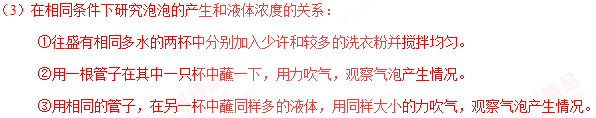 （3）在相同条件下研究泡泡的产生和液体浓度的关系：
①往盛有相同多水的两杯中分别加入少许和较多的洗衣粉并搅拌均匀。
②用一根管子在其中一只杯中蘸一下，用力吹气，观察气泡产生情况。
③用相同的管子，在另一杯中蘸同样多的液体，用同样大小的力吹气，观察气泡产生情况。